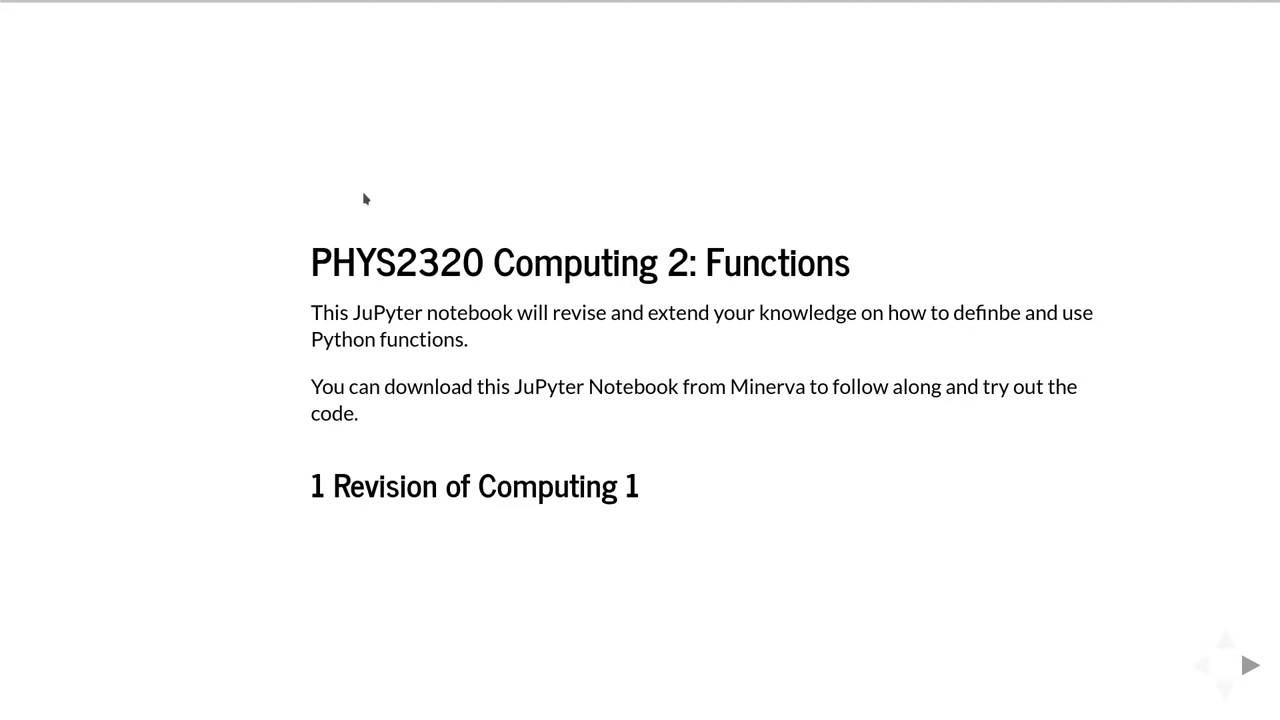 PHYS2320 Computing 2: Functions
This JuPyter notebook will revise and extend your knowledge on how to definbe and use
Python functions.
You can download this JuPyter Notebook from Minerva to follow along and try out the
code.
1 Revision of Computing 1